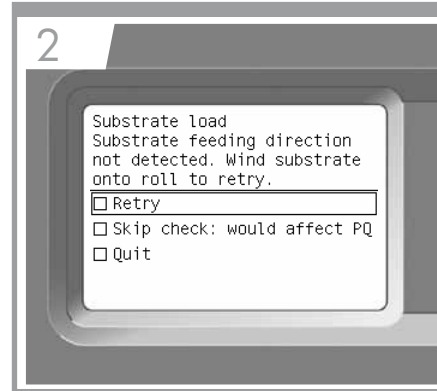 2
Substrate load
Substrate feeding direction
not detected. Wind substrate
onto roll to retry.
Retry
Skip check: would affect PQ
Quit